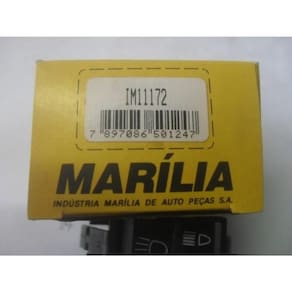 IM11172
7 897086 501247
MARÍLIA
INDÚSTRIA MARÍLIA DE AUTO PEÇAS S.A.